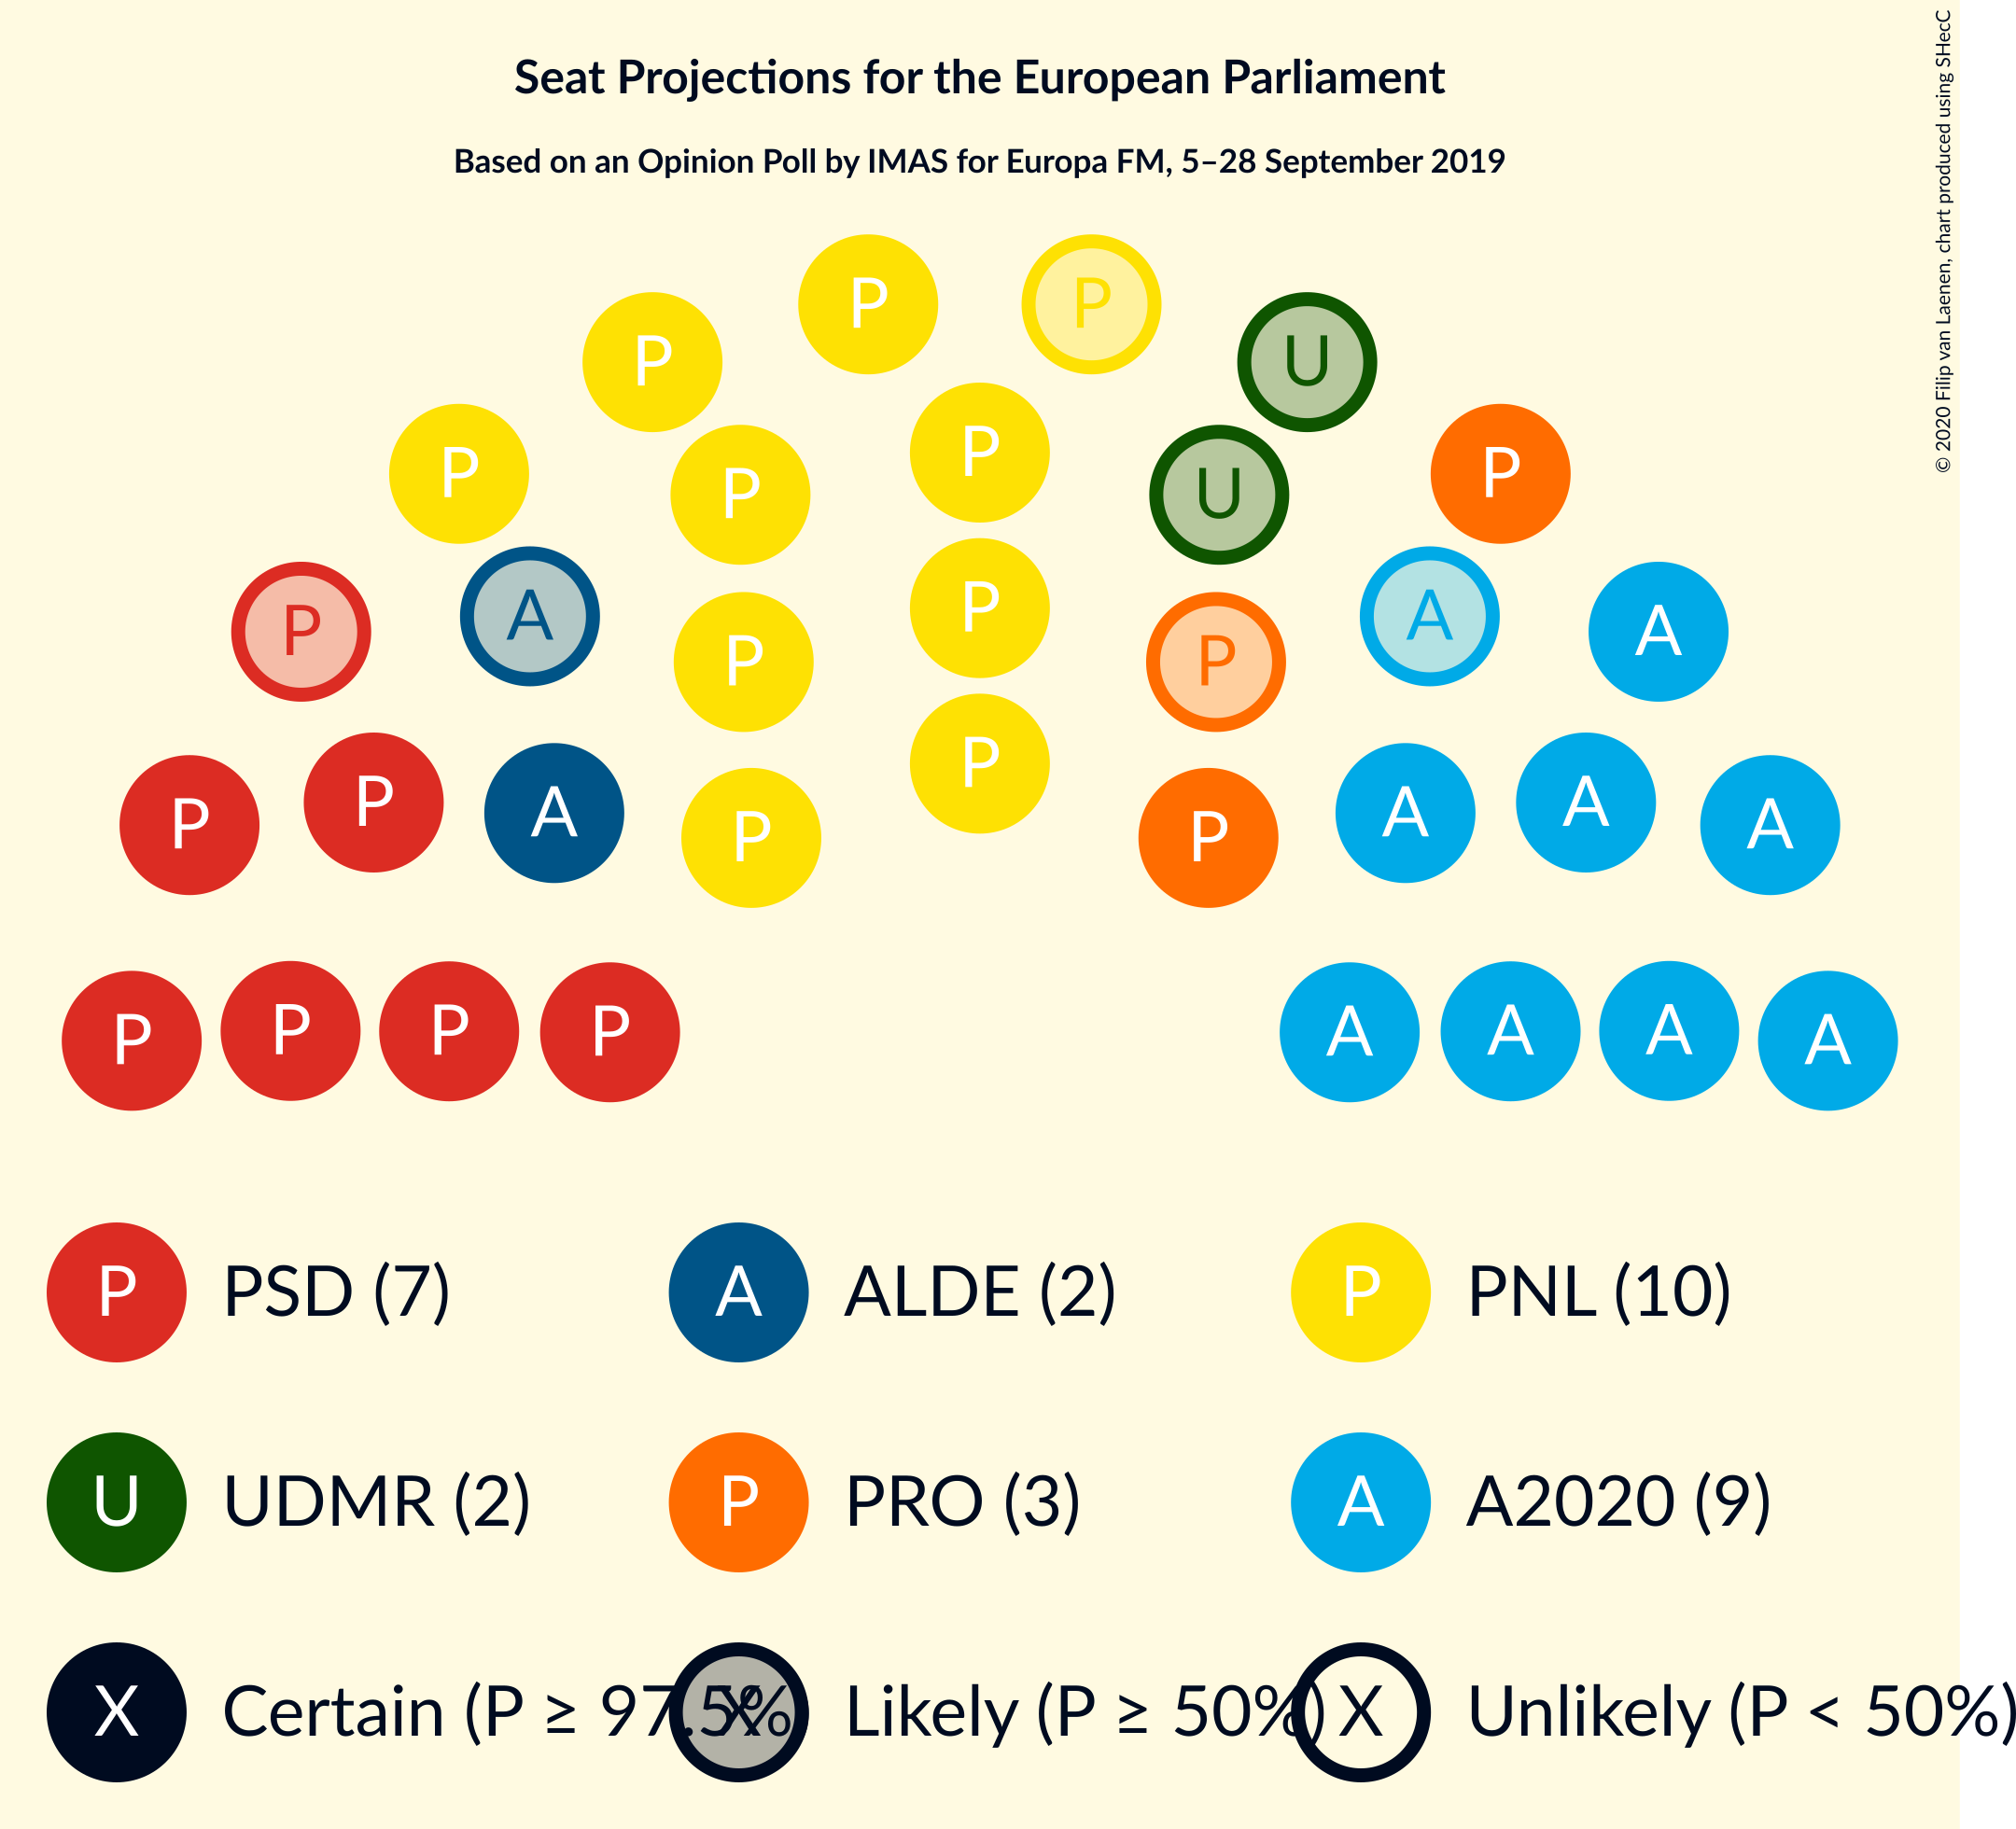 Seat Projections for the European Parliament
Based on an Opinion Poll by IMAS for Europa FM, 5–28 September 2019
© 2020 Filip van Laenen, chart produced using SHecC
P P
P U
P P P U P
P A P P A A
P P
P P A P P P A A A
P P P P A A A A
P PSD (7) A ALDE (2) P PNL (10)
U UDMR (2) P PRO (3) A A2020 (9)
X Certain (P ≥ 97.5%) X Likely (P ≥ 50%) X Unlikely (P < 50%)